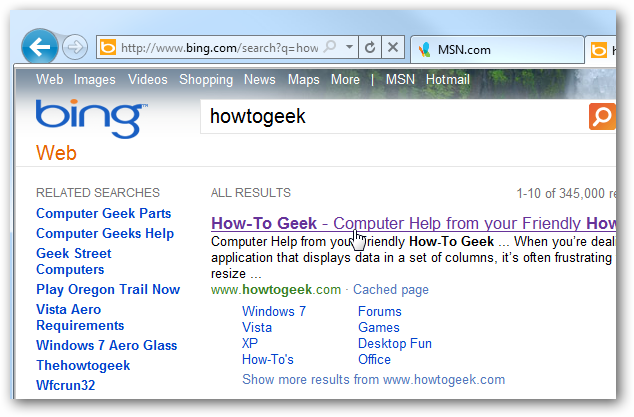 http://www.bing.com/search?q=how
MSN.com
Web Images Videos Shopping News Maps More | MSN Hotmail
bing™
howtogeek
Web
RELATED SEARCHES
Computer Geek Parts
Computer Geeks Help
Geek Street
Computers
Play Oregon Trail Now
Vista Aero
Requirements
Windows 7 Aero Glass
Thehowtogeek
Wfcrun32
ALL RESULTS
1-10 of 345,000 re
How-To Geek - Computer Help from your Friendly How
Computer Help from your Friendly How-To Geek ... When you're deal
application that displays data in a set of columns, it's often frustrating
resize ...
www.howtogeek.com · Cached page
Windows 7 Forums
Vista Games
XP Desktop Fun
How-To's Office
Show more results from www.howtogeek.com